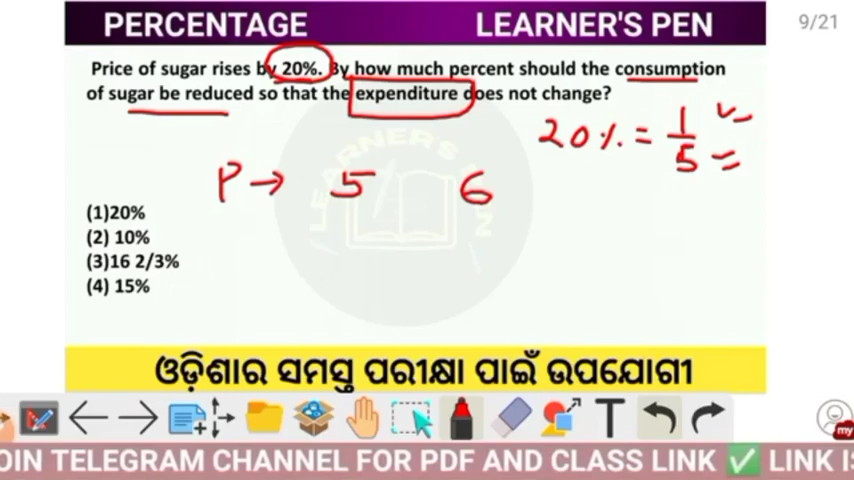 PERCENTAGE LEARNER'S PEN
9/21
Price of sugar rises by 20%. By how much percent should the consumption
of sugar be reduced so that the expenditure does not change?
20% = 1/5
P → 5 6
(1)20%
(2) 10%
(3)16 2/3%
(4) 15%
ଓଡ଼ିଶାର ସମସ୍ତ ପରୀକ୍ଷା ପାଇଁ ଉପଯୋଗୀ
T
my
OIN TELEGRAM CHANNEL FOR PDF AND CLASS LINK ✅ LINK IS